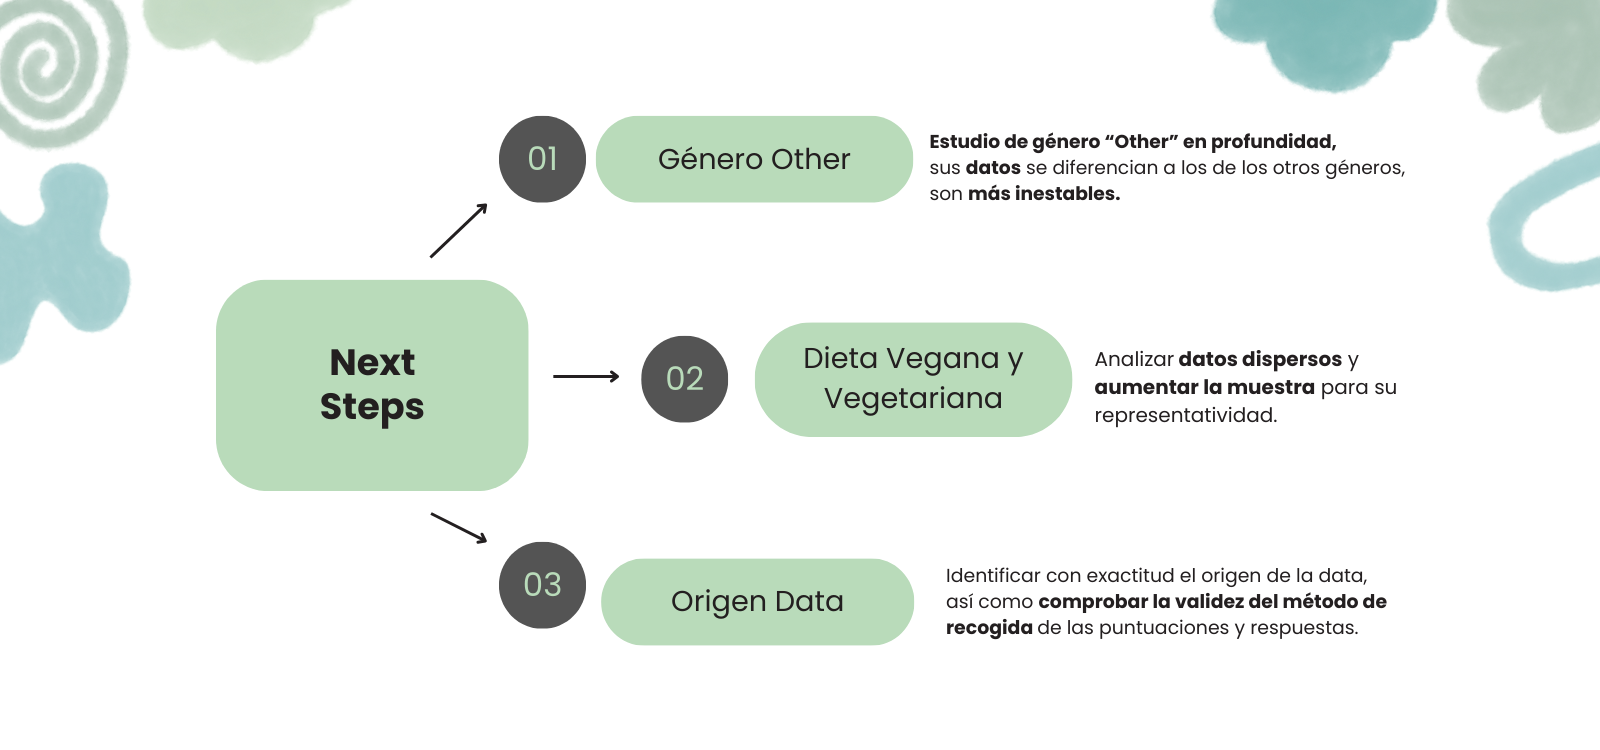 Next
Steps
01
Género Other
Estudio de género “Other” en profundidad,
sus datos se diferencian a los de los otros géneros,
son más inestables.
02
Dieta Vegana y
Vegetariana
Analizar datos dispersos y
aumentar la muestra para su
representatividad.
03
Origen Data
Identificar con exactitud el origen de la data,
así como comprobar la validez del método de
recogida de las puntuaciones y respuestas.